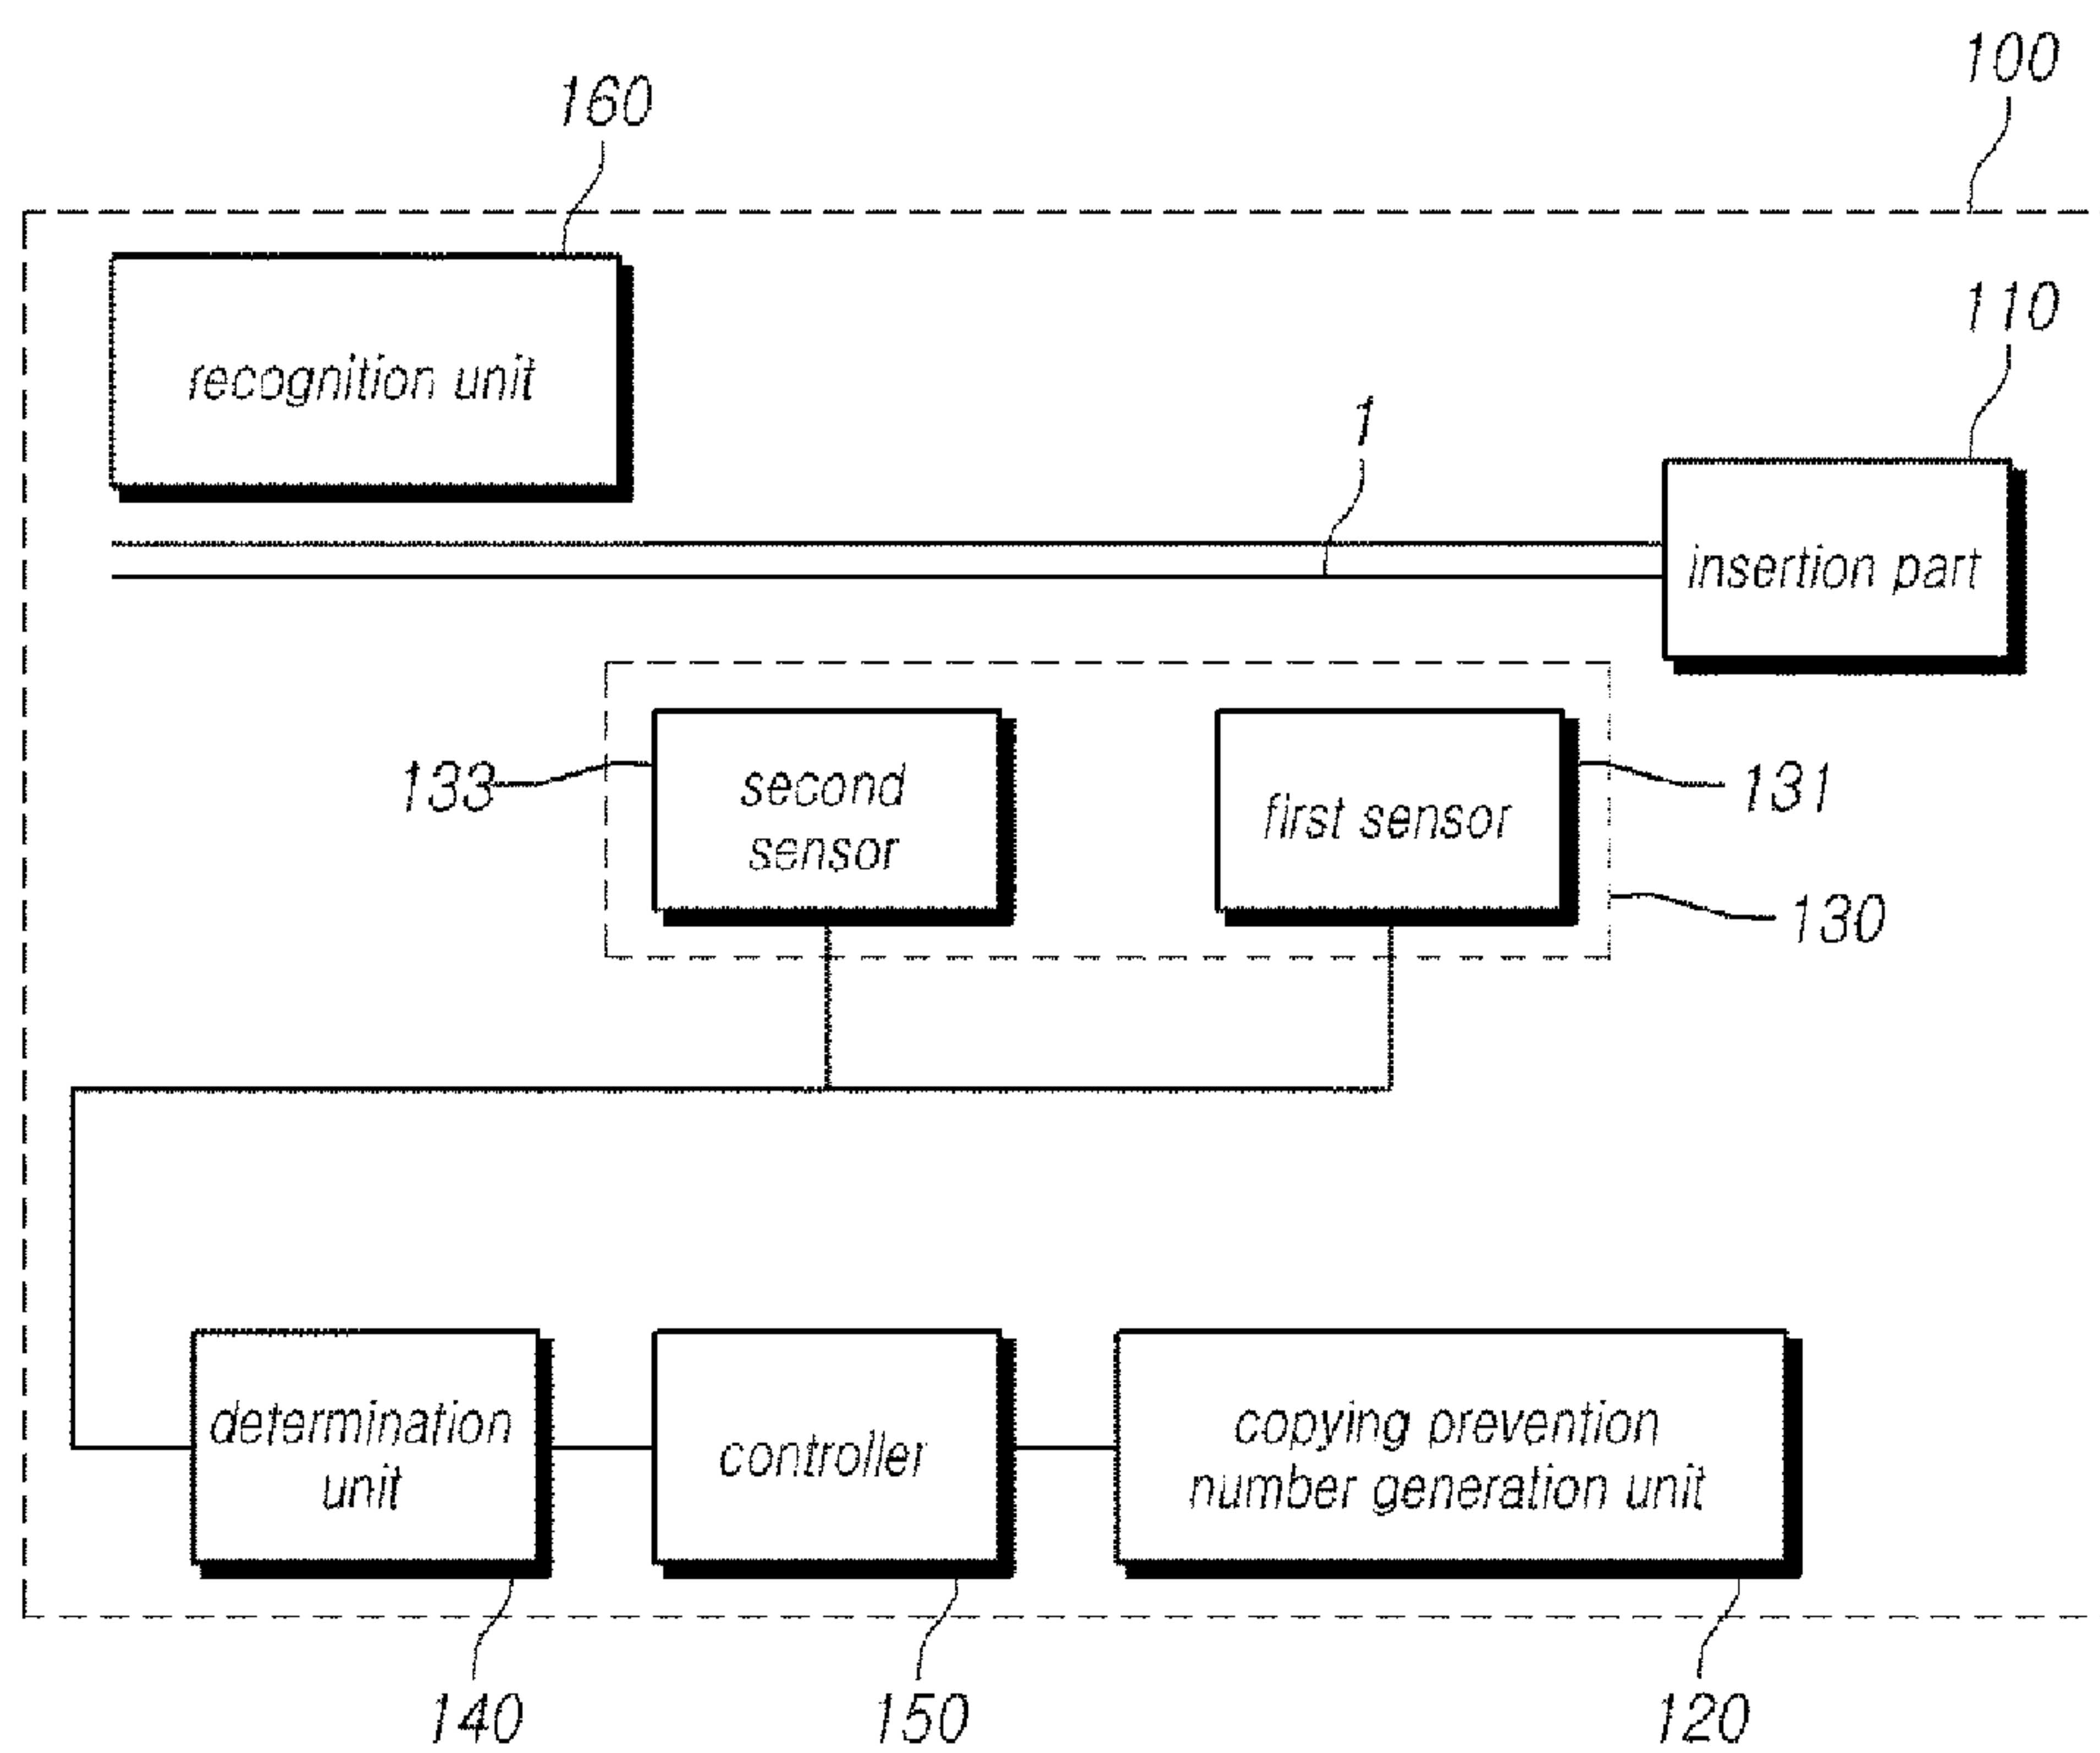 100
160
110
recognition unit
1
insertion part
133
second
sensor
first sensor
131
130
determination
unit
controller
copying prevention
number generation unit
140
150
120